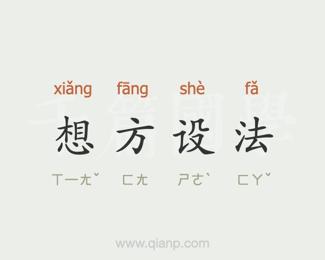 xiǎng fāng shè fǎ
想方设法
ㄒㄧㄤˇ ㄈㄤ ㄕㄜˋ ㄈㄚˇ
www.qianp.com